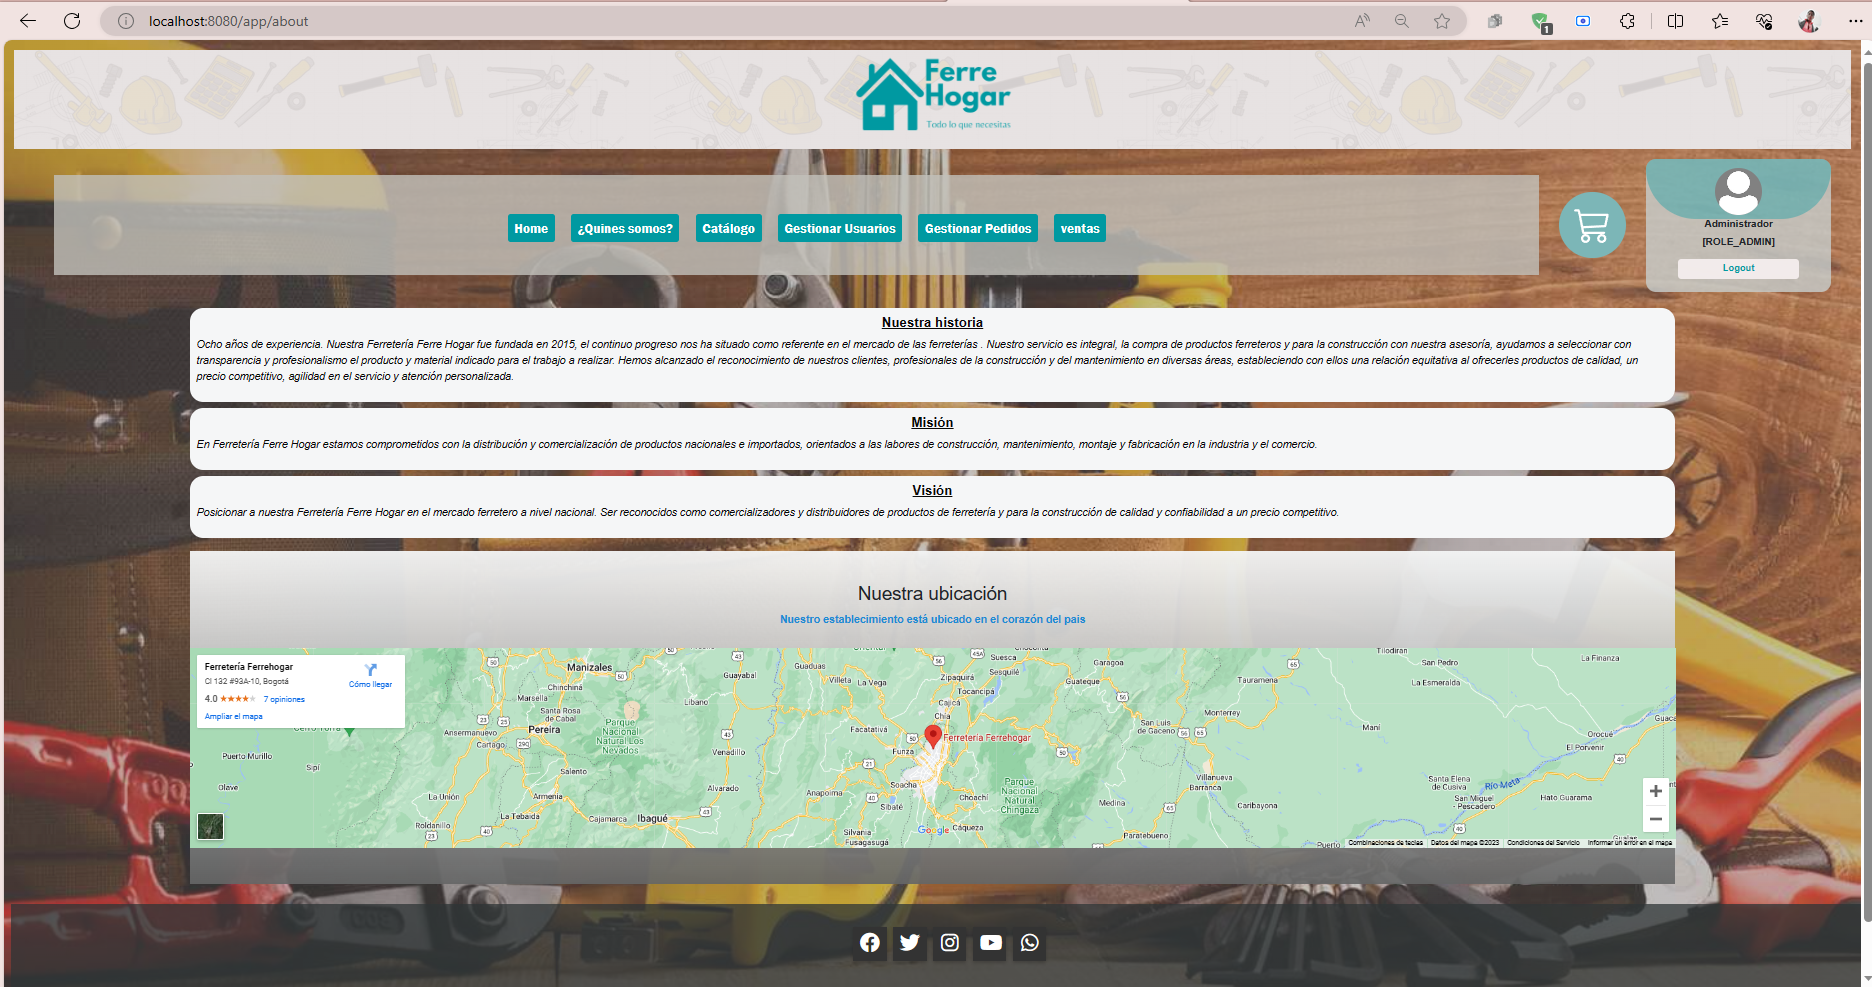 localhost:8080/app/about
1
Ferre
Hogar
Todo lo que necesitas
Home
¿Quines somos?
Catálogo
Gestionar Usuarios
Gestionar Pedidos
ventas
Administrador
[ROLE_ADMIN]
Logout
Nuestra historia
Ocho años de experiencia. Nuestra Ferretería Ferre Hogar fue fundada en 2015, el continuo progreso nos ha situado como referente en el mercado de las ferreterías . Nuestro servicio es integral, la compra de productos ferreteros y para la construcción con nuestra asesoría, ayudamos a seleccionar con
transparencia y profesionalismo el producto y material indicado para el trabajo a realizar. Hemos alcanzado el reconocimiento de nuestros clientes, profesionales de la construcción y del mantenimiento en diversas áreas, estableciendo con ellos una relación equitativa al ofrecerles productos de calidad, un
precio competitivo, agilidad en el servicio y atención personalizada.
Misión
En Ferretería Ferre Hogar estamos comprometidos con la distribución y comercialización de productos nacionales e importados, orientados a las labores de construcción, mantenimiento, montaje y fabricación en la industria y el comercio.
Visión
Posicionar a nuestra Ferretería Ferre Hogar en el mercado ferretero a nivel nacional. Ser reconocidos como comercializadores y distribuidores de productos de ferretería y para la construcción de calidad y confiabilidad a un precio competitivo.
Nuestra ubicación
Nuestro establecimiento está ubicado en el corazón del pais
Ferretería Ferrehogar
Cl 132 #93A-10, Bogotá
4.0
7 opiniones
Cómo llegar
Ampliar el mapa
Manizales
Chinchiná
Marsella
Santa Rosa
de Cabal
Pereira
Ansermanuevo
Cartago
Puerto Murillo
Sipí
Olave
La Unión
Roldanillo
La Tebaida
Armenia
Salento
Cajamarca
Ibagué
Parque
Nacional
Natural Los
Nevados
Líbano
Venadillo
Alvarado
Guayabal
Guaduas
Villeta
La Vega
Facatativá
Funza
Soacha
Sibaté
Anapoima
Silvania
Fusagasugá
Zipaquirá
Tocancipá
Cajicá
Chía
Suesca
Sesquilé
Guateque
Garagoa
Ferretería Ferrehogar
Choachí
Cáqueza
Google
Parque
Nacional
Natural
Chingaza
Medina
Paratebueno
San Luis
de Gaceno
Monterrey
Tauramena
Villanueva
Barranca
Caribayona
Maní
Tilodiran
San Pedro
La Esmeralda
La Finanza
Orocué
El Porvenir
Santa Elena
de Cusiva
San Miguel
Pescadero
Río Meta
Hato Guarama
Puerto
Combinaciones de teclas
Datos del mapa ©2023
Condiciones del Servicio
Informar un error en el mapa